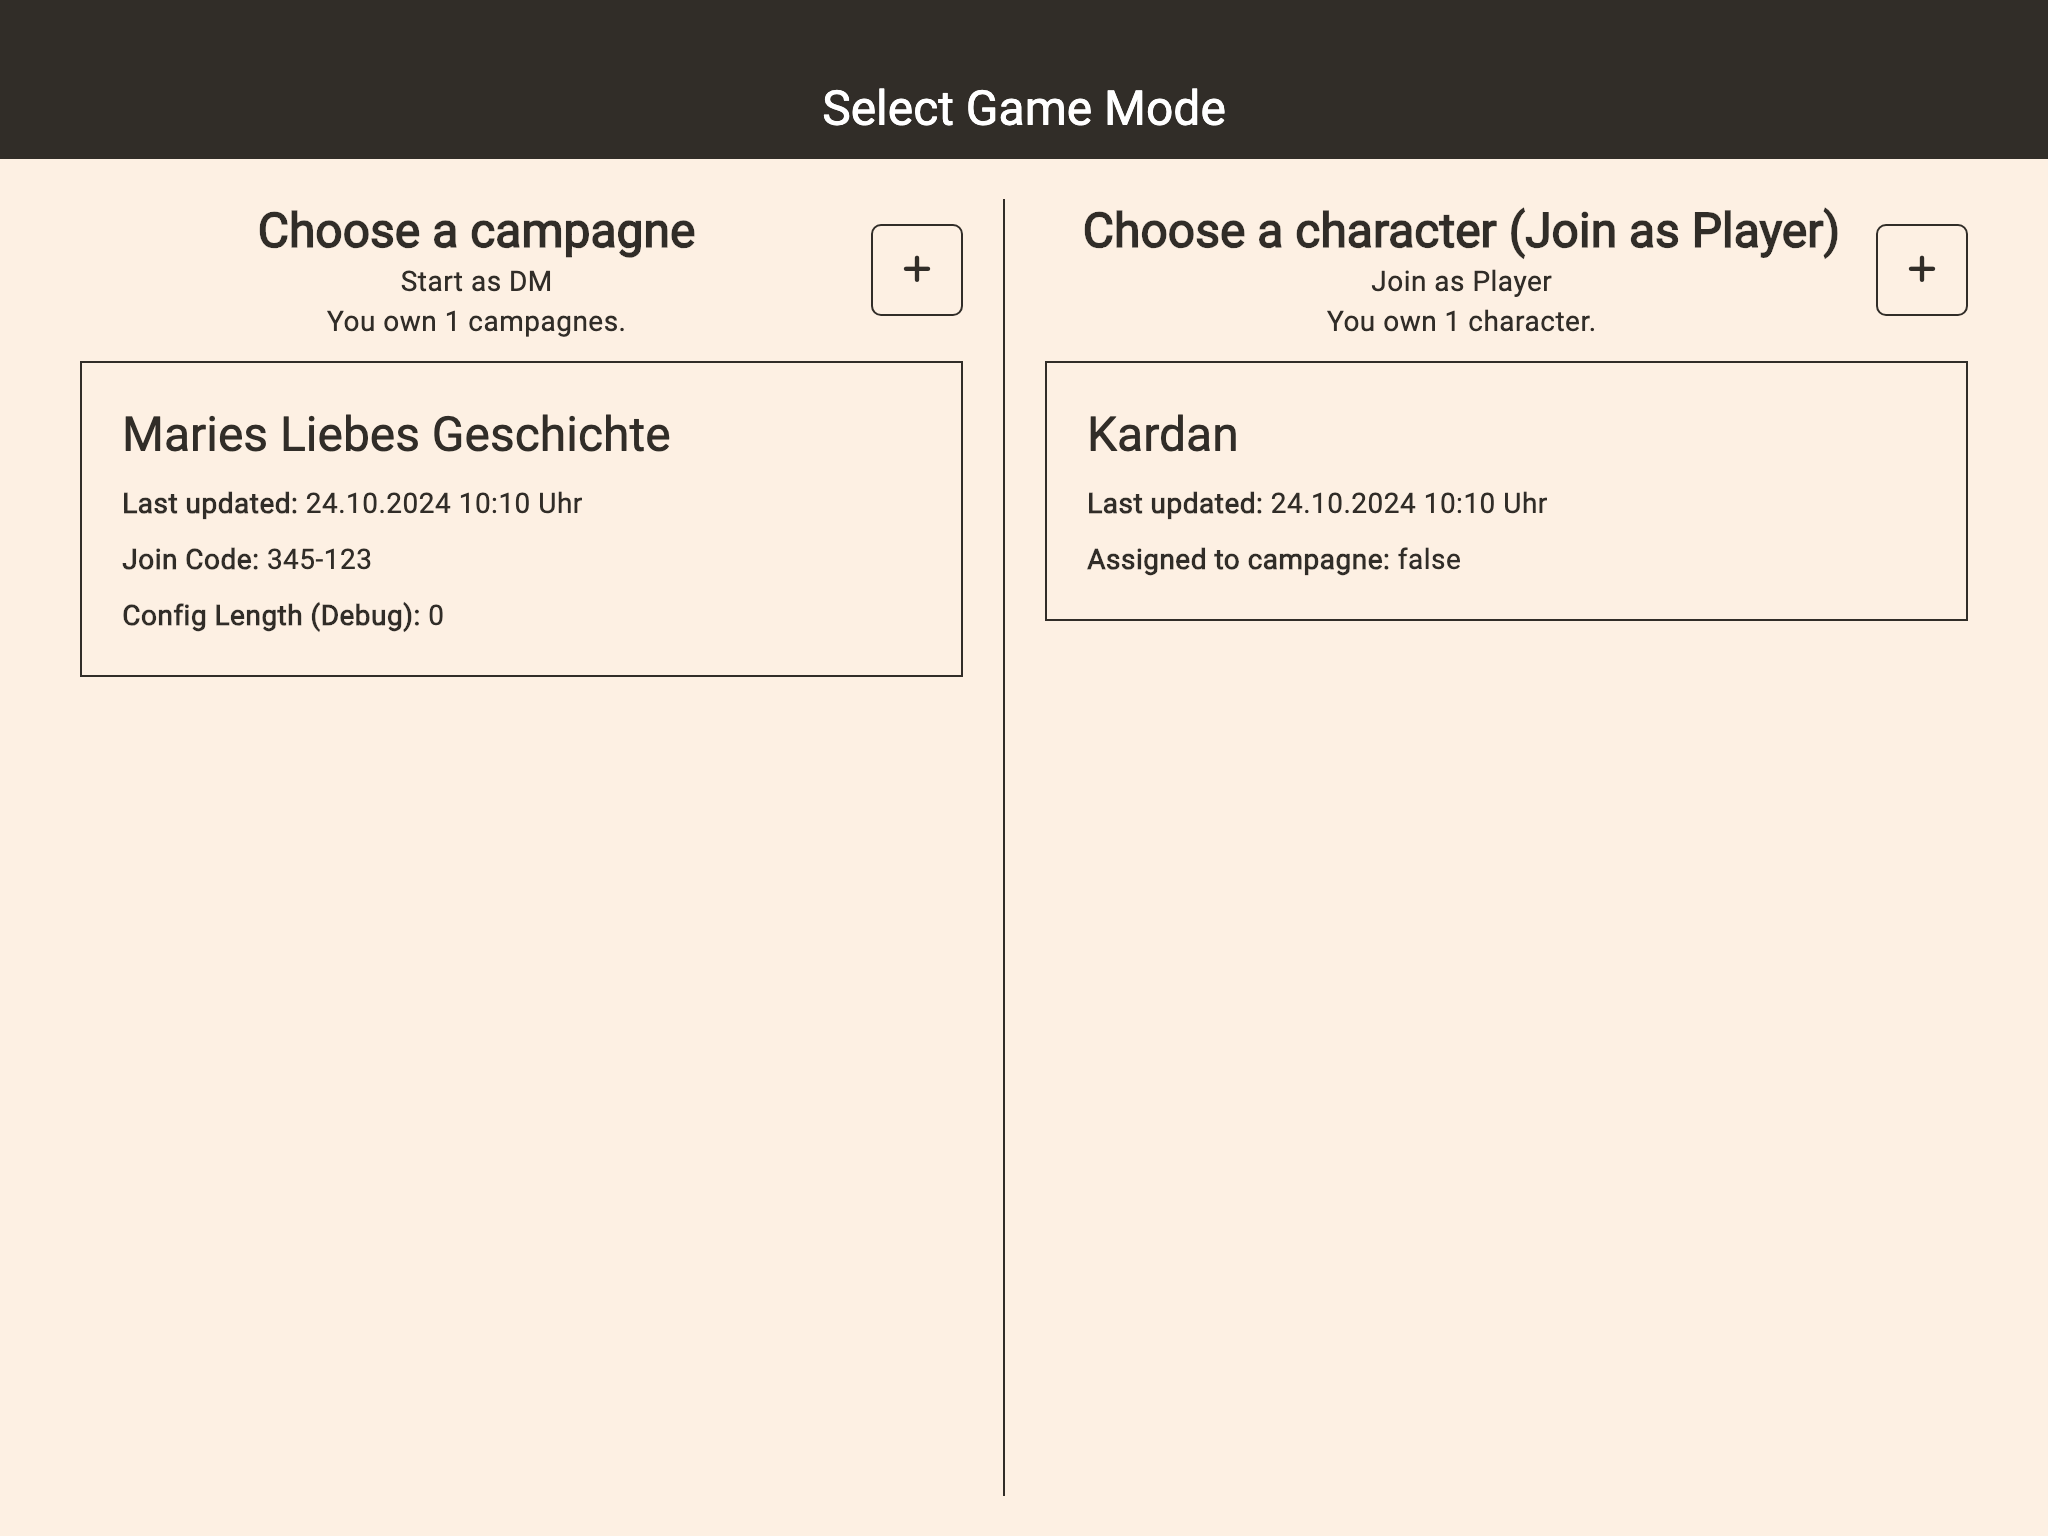 Select Game Mode
Choose a campagne
Start as DM
You own 1 campagnes.
+
Maries Liebes Geschichte
Last updated: 24.10.2024 10:10 Uhr
Join Code: 345-123
Config Length (Debug): 0
Choose a character (Join as Player)
Join as Player
You own 1 character.
+
Kardan
Last updated: 24.10.2024 10:10 Uhr
Assigned to campagne: false